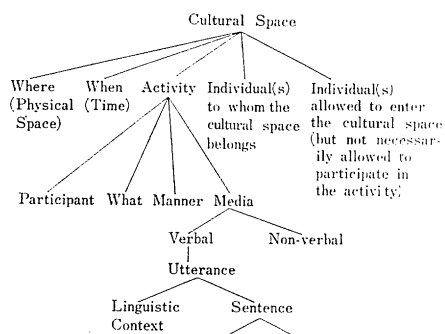 Cultural Space
Where When Activity Individual(s) Individual(s)
(Physical (Time) to whom the allowed to enter
Space) cultural space the cultural space
belongs (but not necessar-
ily allowed to
participate in
the activity)
Participant What Manner Media
Verbal Non-verbal
Utterance
Linguistic Sentence
Context